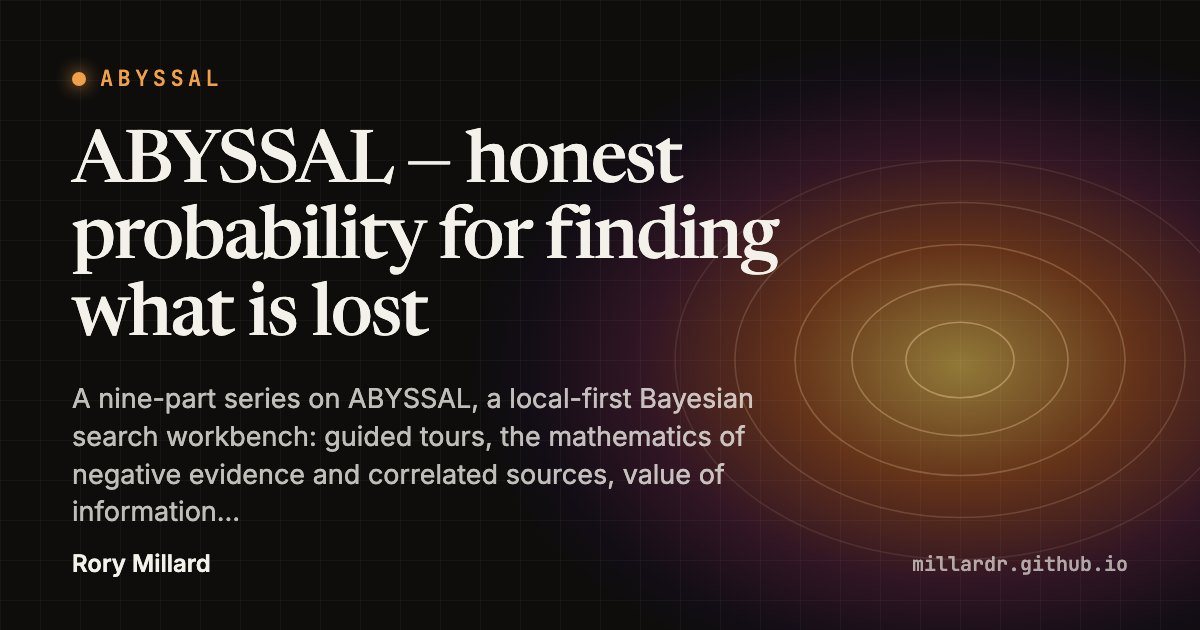 ABYSSAL
ABYSSAL — honest
probability for finding
what is lost
A nine-part series on ABYSSAL, a local-first Bayesian
search workbench: guided tours, the mathematics of
negative evidence and correlated sources, value of
information...
Rory Millard
millardr.github.io